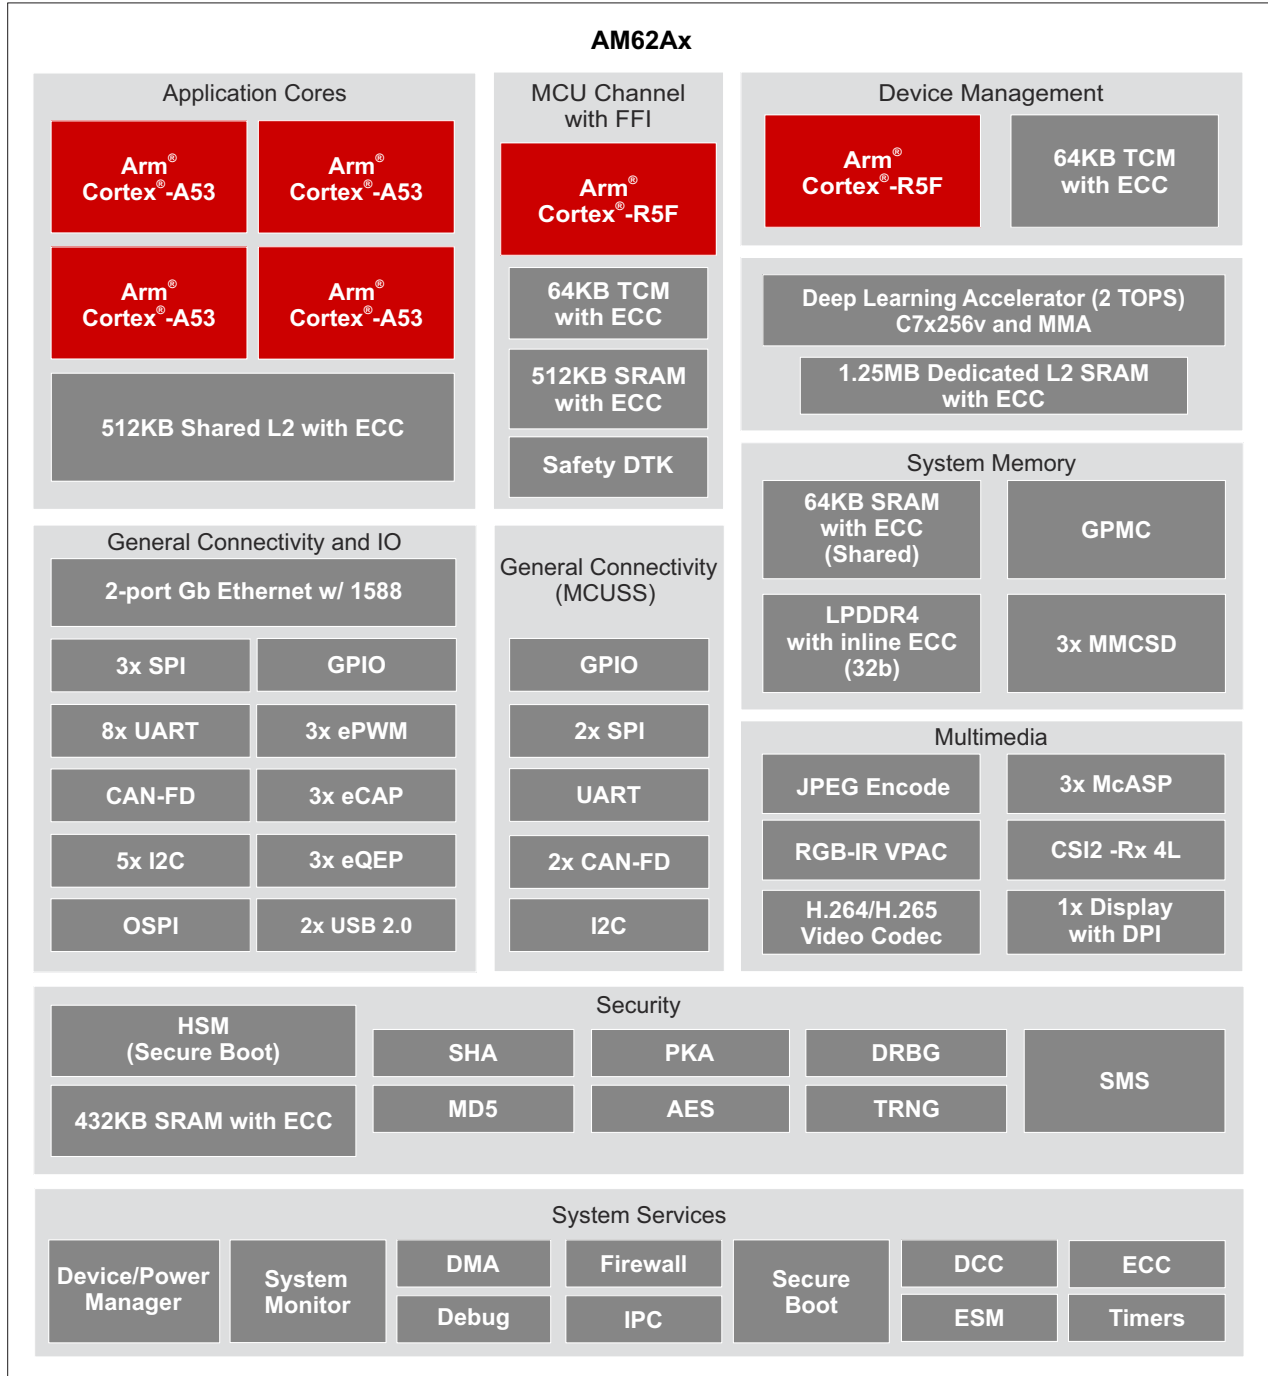 AM62Ax
Application Cores
Arm®
Cortex®-A53
Arm®
Cortex®-A53
Arm®
Cortex®-A53
Arm®
Cortex®-A53
512KB Shared L2 with ECC
MCU Channel
with FFI
Arm®
Cortex®-R5F
64KB TCM
with ECC
512KB SRAM
with ECC
Safety DTK
Device Management
Arm®
Cortex®-R5F
64KB TCM
with ECC
Deep Learning Accelerator (2 TOPS)
C7x256v and MMA
1.25MB Dedicated L2 SRAM
with ECC
System Memory
64KB SRAM
with ECC
(Shared)
GPMC
LPDDR4
with inline ECC
(32b)
3x MMCSD
General Connectivity and IO
2-port Gb Ethernet w/ 1588
3x SPI
GPIO
8x UART
3x ePWM
CAN-FD
3x eCAP
5x I2C
3x eQEP
OSPI
2x USB 2.0
General Connectivity
(MCUSS)
GPIO
2x SPI
UART
2x CAN-FD
I2C
Multimedia
JPEG Encode
3x McASP
RGB-IR VPAC
CSI2 -Rx 4L
H.264/H.265
Video Codec
1x Display
with DPI
Security
HSM
(Secure Boot)
432KB SRAM with ECC
SHA
PKA
DRBG
MD5
AES
TRNG
SMS
System Services
Device/Power
Manager
System
Monitor
DMA
Debug
Firewall
IPC
Secure
Boot
DCC
ESM
ECC
Timers